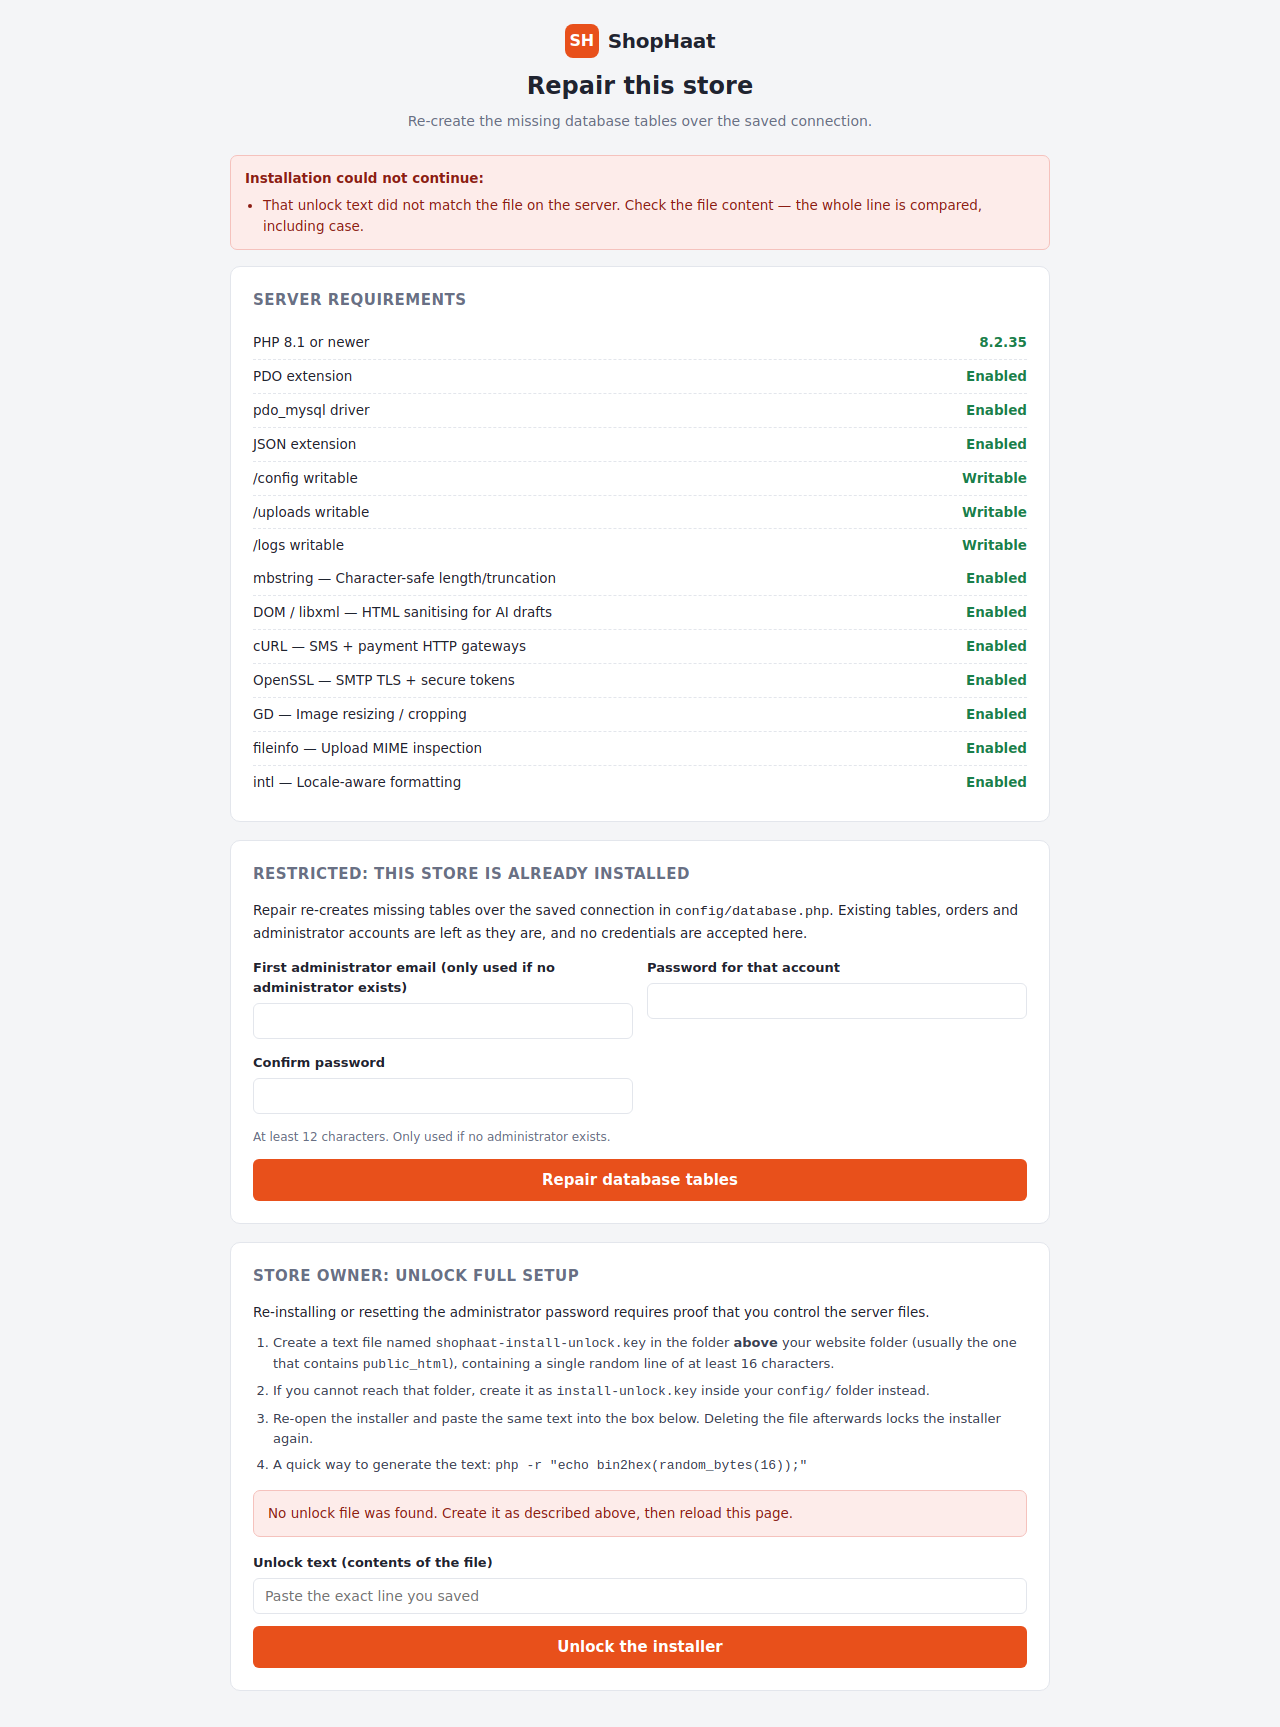 SH ShopHaat
Repair this store
Re-create the missing database tables over the saved connection.
Installation could not continue:
• That unlock text did not match the file on the server. Check the file content — the whole line is compared,
including case.
SERVER REQUIREMENTS
PHP 8.1 or newer 8.2.35
PDO extension Enabled
pdo_mysql driver Enabled
JSON extension Enabled
/config writable Writable
/uploads writable Writable
/logs writable Writable
mbstring — Character-safe length/truncation Enabled
DOM / libxml — HTML sanitising for AI drafts Enabled
cURL — SMS + payment HTTP gateways Enabled
OpenSSL — SMTP TLS + secure tokens Enabled
GD — Image resizing / cropping Enabled
fileinfo — Upload MIME inspection Enabled
intl — Locale-aware formatting Enabled
RESTRICTED: THIS STORE IS ALREADY INSTALLED
Repair re-creates missing tables over the saved connection in config/database.php. Existing tables, orders and
administrator accounts are left as they are, and no credentials are accepted here.
First administrator email (only used if no
administrator exists)
Password for that account
Confirm password
At least 12 characters. Only used if no administrator exists.
Repair database tables
STORE OWNER: UNLOCK FULL SETUP
Re-installing or resetting the administrator password requires proof that you control the server files.
1. Create a text file named shophaat-install-unlock.key in the folder above your website folder (usually the one
that contains public_html), containing a single random line of at least 16 characters.
2. If you cannot reach that folder, create it as install-unlock.key inside your config/ folder instead.
3. Re-open the installer and paste the same text into the box below. Deleting the file afterwards locks the installer
again.
4. A quick way to generate the text: php -r "echo bin2hex(random_bytes(16));"
No unlock file was found. Create it as described above, then reload this page.
Unlock text (contents of the file)
Paste the exact line you saved
Unlock the installer